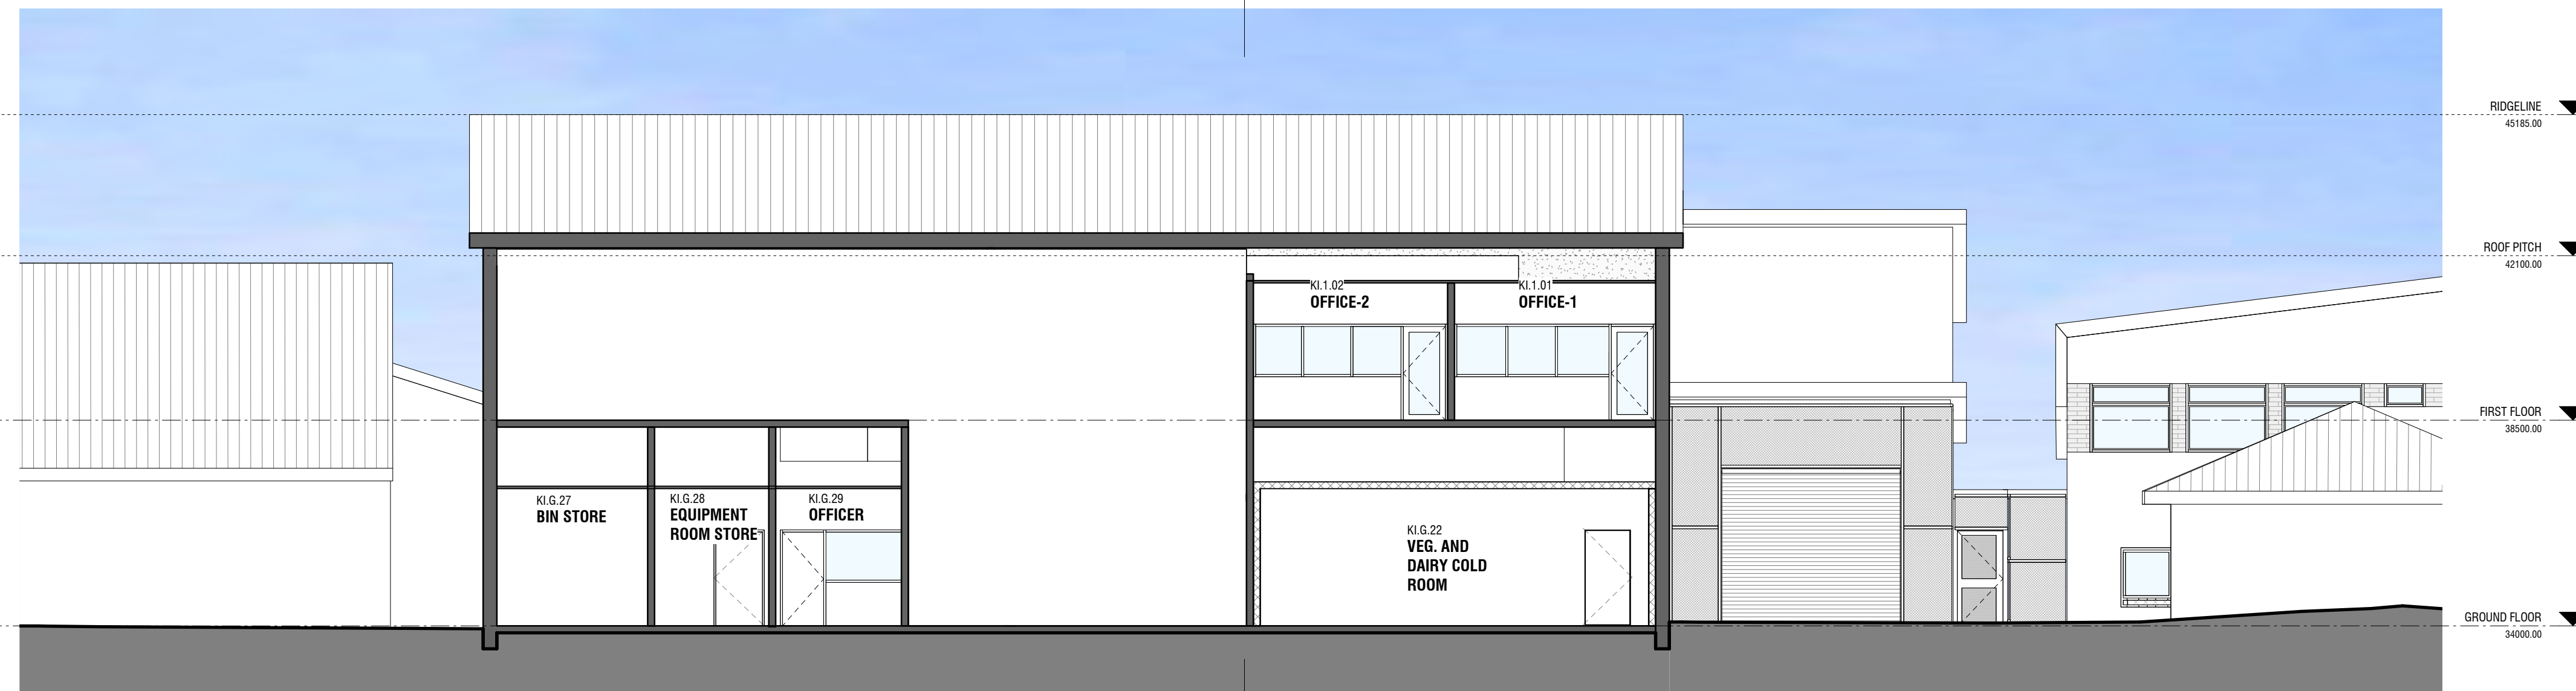 RIDGELINE
45185.00
ROOF PITCH
42100.00
KI.1.02
OFFICE-2
KI.1.01
OFFICE-1
FIRST FLOOR
38500.00
KI.G.27
BIN STORE
KI.G.28
EQUIPMENT
ROOM STORE
KI.G.29
OFFICER
KI.G.22
VEG. AND
DAIRY COLD
ROOM
GROUND FLOOR
34000.00